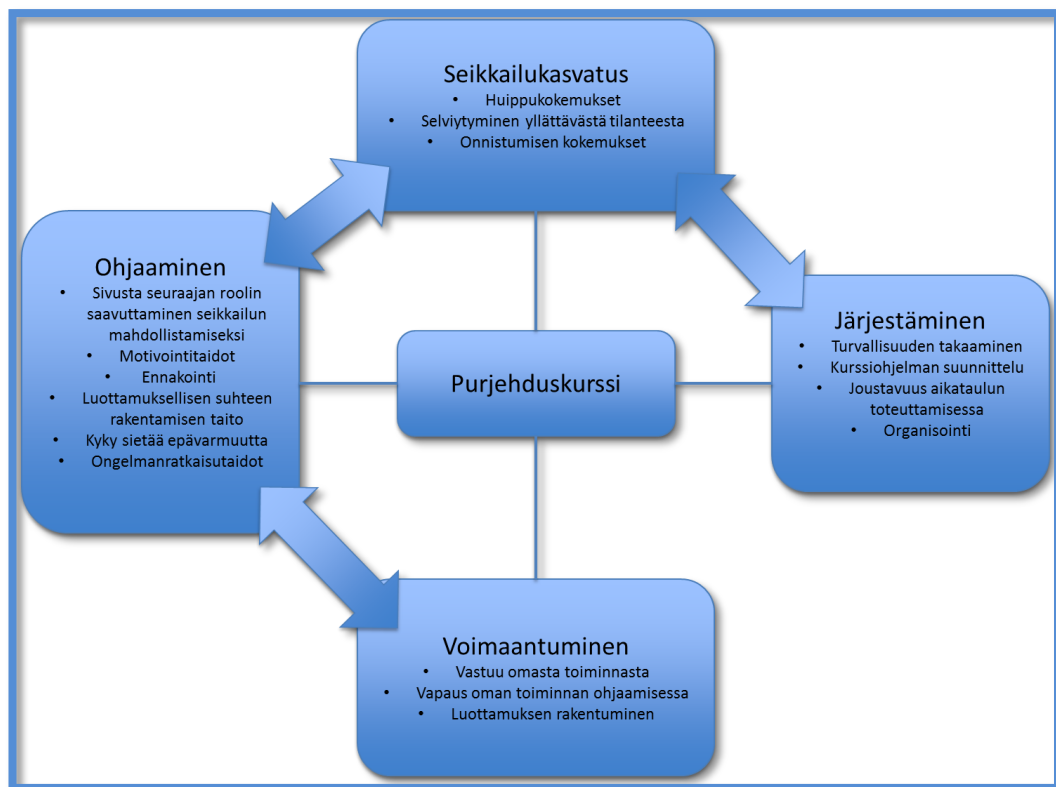 Seikkailukasvatus
• Huippukokemukset
• Selviytyminen yllättävästä tilanteesta
• Onnistumisen kokemukset
Ohjaaminen
• Sivusta seuraajan roolin
saavuttaminen seikkailun
mahdollistamiseksi
• Motivointitaidot
• Ennakointi
• Luottamuksellisen suhteen
rakentamisen taito
• Kyky sietää epävarmuutta
• Ongelmanratkaisutaidot
Purjehduskurssi
Järjestäminen
• Turvallisuuden takaaminen
• Kurssiohjelman suunnittelu
• Joustavuus aikataulun
toteuttamisessa
• Organisointi
Voimaantuminen
• Vastuu omasta toiminnasta
• Vapaus oman toiminnan ohjaamisessa
• Luottamuksen rakentuminen